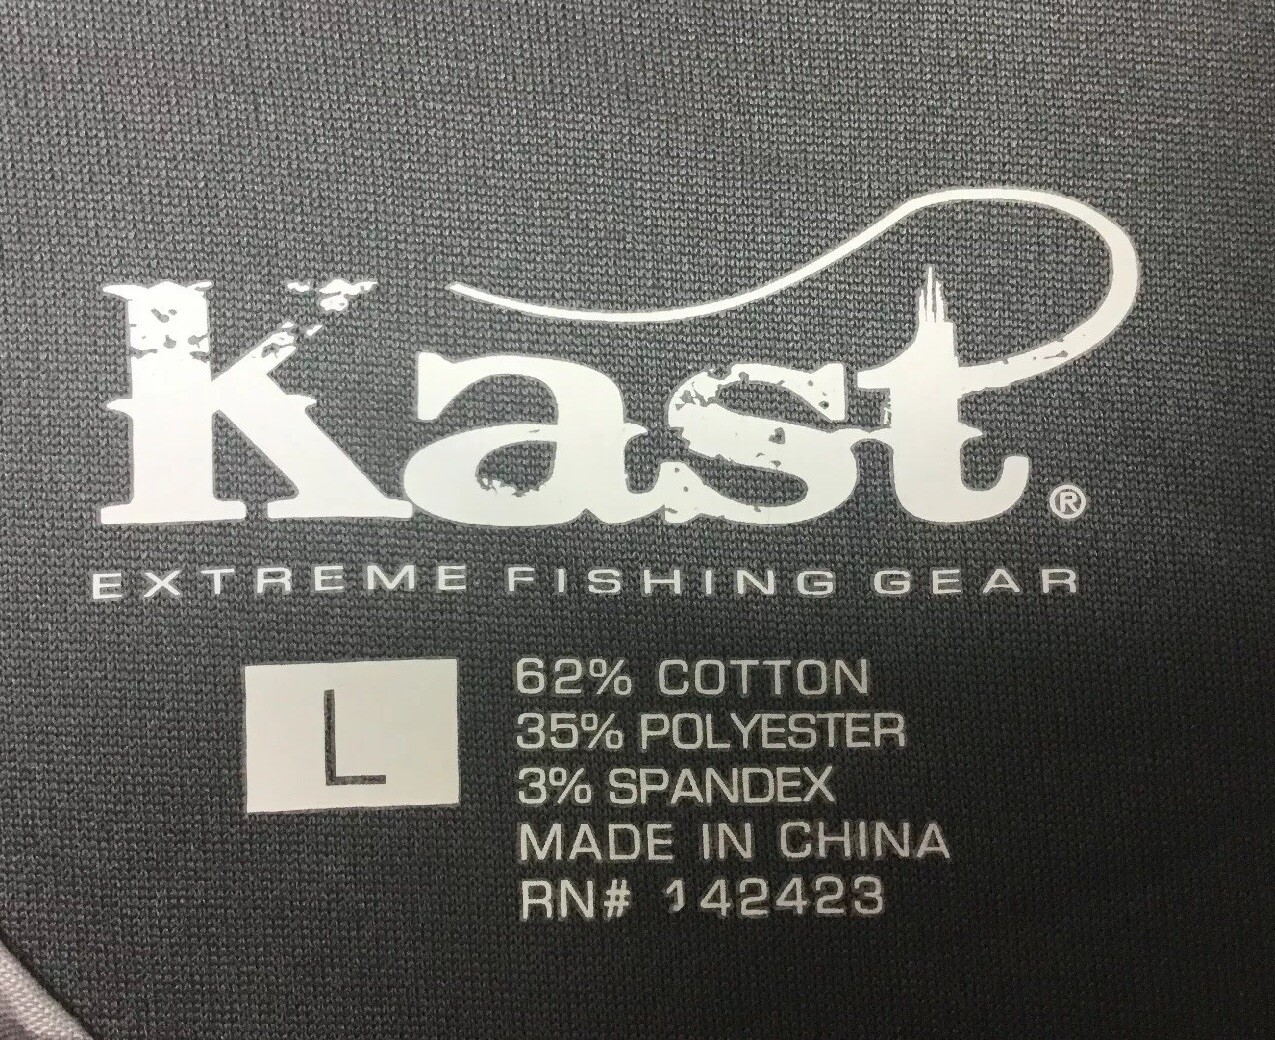 Kast®
EXTREME FISHING GEAR
L
62% COTTON
35% POLYESTER
3% SPANDEX
MADE IN CHINA
RN# 142423